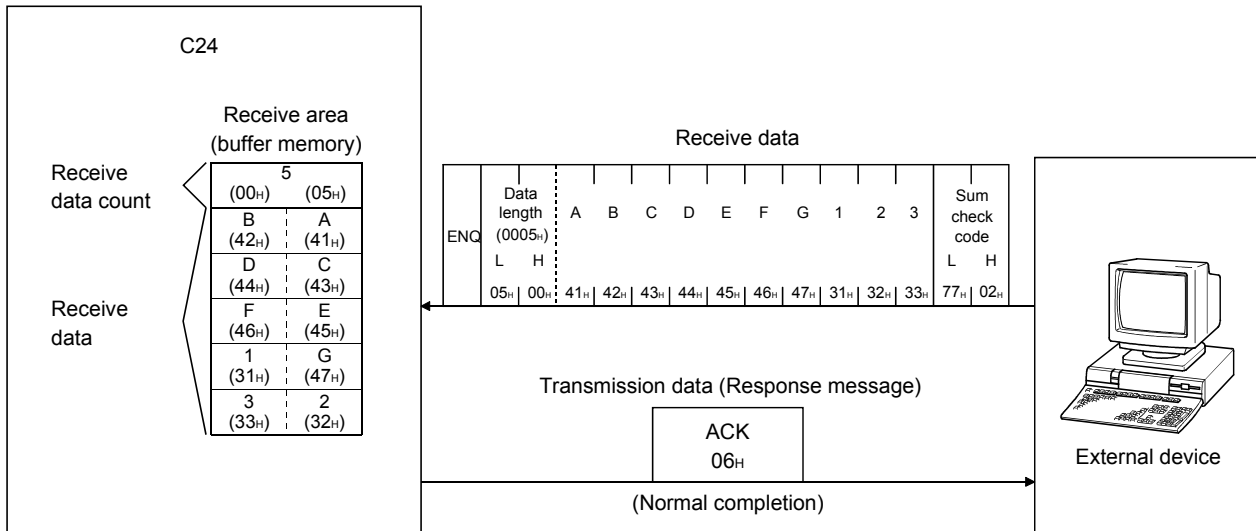 C24
Receive area
(buffer memory)
Receive
data count
5
(00H) (05H)
B A
(42H) (41H)
D C
(44H) (43H)
Receive
data
F E
(46H) (45H)
1 G
(31H) (47H)
3 2
(33H) (32H)
Receive data
ENQ
Data
length
(0005H)
L H
05H 00H
A B C D E F G 1 2 3
41H 42H 43H 44H 45H 46H 47H 31H 32H 33H
Sum
check
code
L H
77H 02H
Transmission data (Response message)
ACK
06H
(Normal completion)
External device